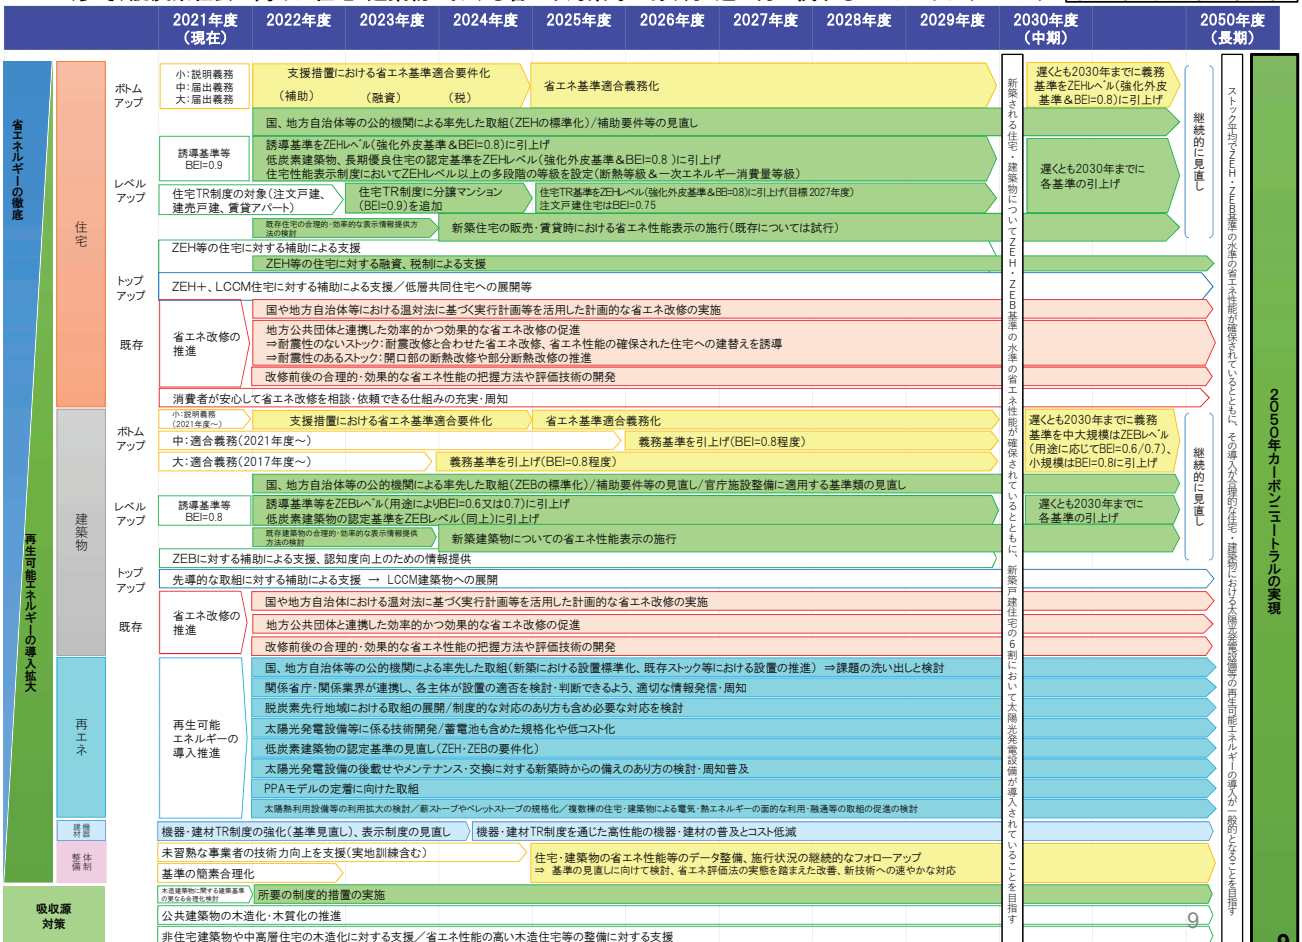 2021年度
(現在)
2022年度
2023年度
2024年度
2025年度
2026年度
2027年度
2028年度
2029年度
2030年度
(中期)
2050年度
(長期)
省エネルギーの徹底
再生可能エネルギーの導入拡大
住宅
ボトム
アップ
小:説明義務
中:届出義務
大:届出義務
支援措置における省エネ基準適合要件化
(補助) (融資) (税)
省エネ基準適合義務化
遅くとも2030年までに義務
基準をZEHレベル(強化外皮
基準&BEI=0.8)に引上げ
国、地方自治体等の公的機関による率先した取組(ZEHの標準化)/補助要件等の見直し
レベル
アップ
誘導基準等
BEI=0.9
誘導基準をZEHレベル(強化外皮基準&BEI=0.8)に引上げ
低炭素建築物、長期優良住宅の認定基準をZEHレベル(強化外皮基準&BEI=0.8 )に引上げ
住宅性能表示制度においてZEHレベル以上の多段階の等級を設定(断熱等級&一次エネルギー消費量等級)
遅くとも2030年までに
各基準の引上げ
継続的に見直し
住宅TR制度の対象(注文戸建、
建売戸建、賃貸アパート)
住宅TR制度に分譲マンション
(BEI=0.9)を追加
住宅TR基準をZEHレベル(強化外皮基準&BEI=0.8)に引上げ(目標2027年度)
注文戸建住宅はBEI=0.75
既存住宅の合理的・効率的な表示情報提供方
法の検討
新築住宅の販売・賃貸時における省エネ性能表示の施行(既存については試行)
トップ
アップ
ZEH等の住宅に対する補助による支援
ZEH等の住宅に対する融資、税制による支援
ZEH+、LCCM住宅に対する補助による支援/低層共同住宅への展開等
既存
省エネ改修の
推進
国や地方自治体等における温対法に基づく実行計画等を活用した計画的な省エネ改修の実施
地方公共団体と連携した効率的かつ効果的な省エネ改修の促進
⇒耐震性のないストック:耐震改修と合わせた省エネ改修、省エネ性能の確保された住宅への建替えを誘導
⇒耐震性のあるストック:開口部の断熱改修や部分断熱改修の推進
改修前後の合理的・効果的な省エネ性能の把握方法や評価技術の開発
消費者が安心して省エネ改修を相談・依頼できる仕組みの充実・周知
建築物
ボトム
アップ
小:説明義務
(2021年度~)
支援措置における省エネ基準適合要件化
省エネ基準適合義務化
中:適合義務(2021年度~)
義務基準を引上げ(BEI=0.8程度)
大:適合義務(2017年度~)
義務基準を引上げ(BEI=0.8程度)
遅くとも2030年までに義務
基準を中大規模はZEBレベル
(用途に応じてBEI=0.6/0.7)、
小規模はBEI=0.8に引上げ
国、地方自治体等の公的機関による率先した取組(ZEBの標準化)/補助要件等の見直し/官庁施設整備に適用する基準類の見直し
レベル
アップ
誘導基準等
BEI=0.8
誘導基準等をZEBレベル(用途によりBEI=0.6又は0.7)に引上げ
低炭素建築物の認定基準をZEBレベル(同上)に引上げ
遅くとも2030年までに
各基準の引上げ
継続的に見直し
既存建築物の合理的・効率的な表示情報提供
方法の検討
新築建築物についての省エネ性能表示の施行
トップ
アップ
ZEBに対する補助による支援、認知度向上のための情報提供
先導的な取組に対する補助による支援 → LCCM建築物への展開
既存
省エネ改修の
推進
国や地方自治体における温対法に基づく実行計画等を活用した計画的な省エネ改修の実施
地方公共団体と連携した効率的かつ効果的な省エネ改修の促進
改修前後の合理的・効果的な省エネ性能の把握方法や評価技術の開発
再エネ
再生可能
エネルギーの
導入推進
国、地方自治体等の公的機関による率先した取組(新築における設置標準化、既存ストック等における設置の推進) ⇒課題の洗い出しと検討
関係省庁・関係業界が連携し、各主体が設置の適否を検討・判断できるよう、適切な情報発信・周知
脱炭素先行地域における取組の展開/制度的な対応のあり方も含め必要な対応を検討
太陽光発電設備等に係る技術開発/蓄電池も含めた規格化や低コスト化
低炭素建築物の認定基準の見直し(ZEH・ZEBの要件化)
太陽光発電設備の後載せやメンテナンス・交換に対する新築時からの備えのあり方の検討・周知普及
PPAモデルの定着に向けた取組
太陽熱利用設備等の利用拡大の検討/薪ストーブやペレットストーブの規格化/複数棟の住宅・建築物による電気・熱エネルギーの面的な利用・融通等の取組の促進の検討
機器
建材
機器・建材TR制度の強化(基準見直し)、表示制度の見直し
機器・建材TR制度を通じた高性能の機器・建材の普及とコスト低減
体制
整備
未習熟な事業者の技術力向上を支援(実地訓練含む)
基準の簡素合理化
住宅・建築物の省エネ性能等のデータ整備、施行状況の継続的なフォローアップ
⇒ 基準の見直しに向けて検討、省エネ評価法の実態を踏まえた改善、新技術への速やかな対応
吸収源
対策
木造建築物に関する建築基準
の更なる合理化検討
所要の制度的措置の実施
公共建築物の木造化・木質化の推進
非住宅建築物や中高層住宅の木造化に対する支援/省エネ性能の高い木造住宅等の整備に対する支援
新築される住宅・建築物についてZEH・ZEB基準の水準の省エネ性能が確保されているとともに、新築戸建住宅の6割において太陽光発電設備が導入されていることを目指す
ストック平均でZEH・ZEB基準の水準の省エネ性能が確保されているとともに、その導入が合理的な住宅・建築物における太陽光発電設備等の再生可能エネルギーの導入が一般的となることを目指す
2050年カーボンニュートラルの実現
9